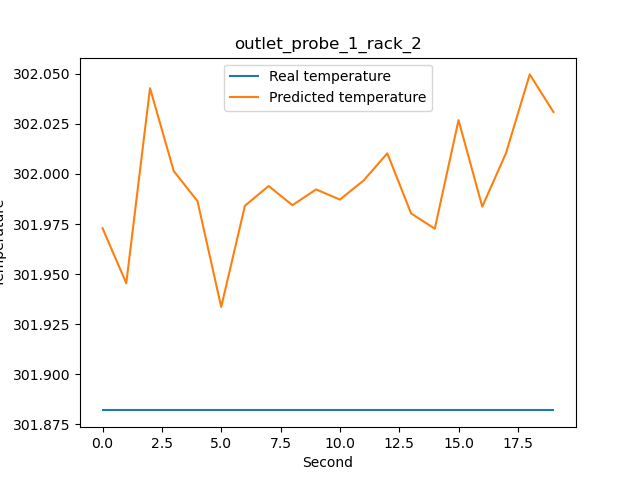 outlet_probe_1_rack_2
Real temperature
Predicted temperature
302.050
302.025
302.000
301.975
301.950
301.925
301.900
301.875
0.0 2.5 5.0 7.5 10.0 12.5 15.0 17.5
Second